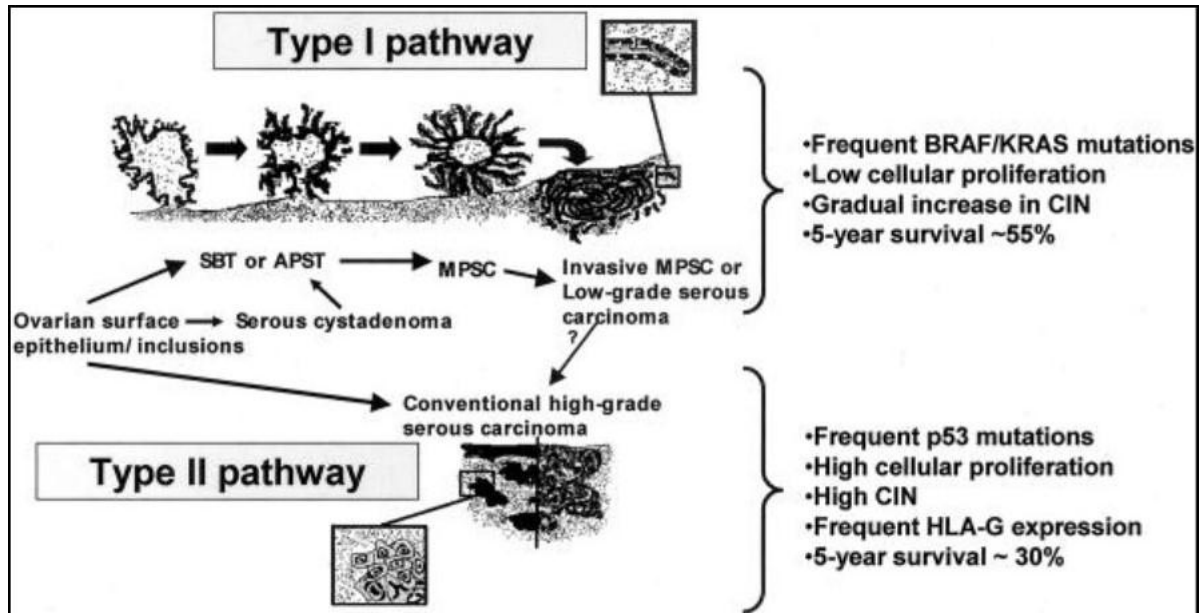 Type I pathway
•Frequent BRAF/KRAS mutations
•Low cellular proliferation
•Gradual increase in CIN
•5-year survival ~55%
SBT or APST
MPSC
Invasive MPSC or
Low-grade serous
carcinoma
?
Ovarian surface
epithelium/ inclusions
Serous cystadenoma
Conventional high-grade
serous carcinoma
Type II pathway
•Frequent p53 mutations
•High cellular proliferation
•High CIN
•Frequent HLA-G expression
•5-year survival ~ 30%